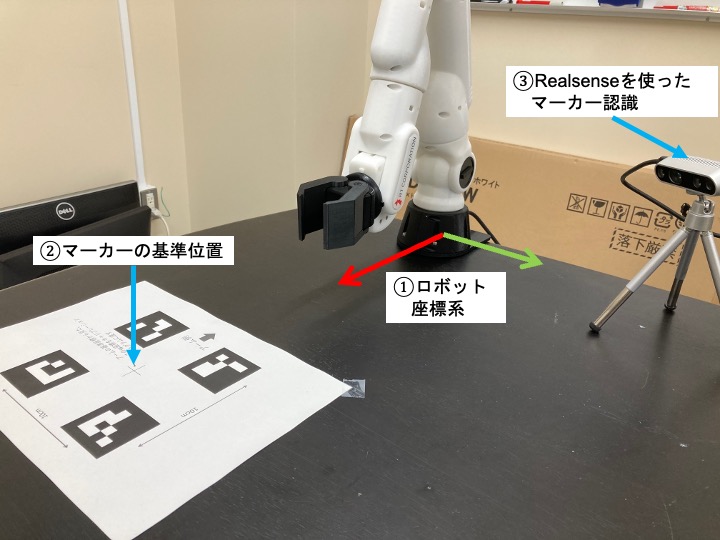 ③Realsenseを使った
マーカー認識
ホワイト
落下厳
DELL
②マーカーの基準位置
①ロボット
座標系
10cm